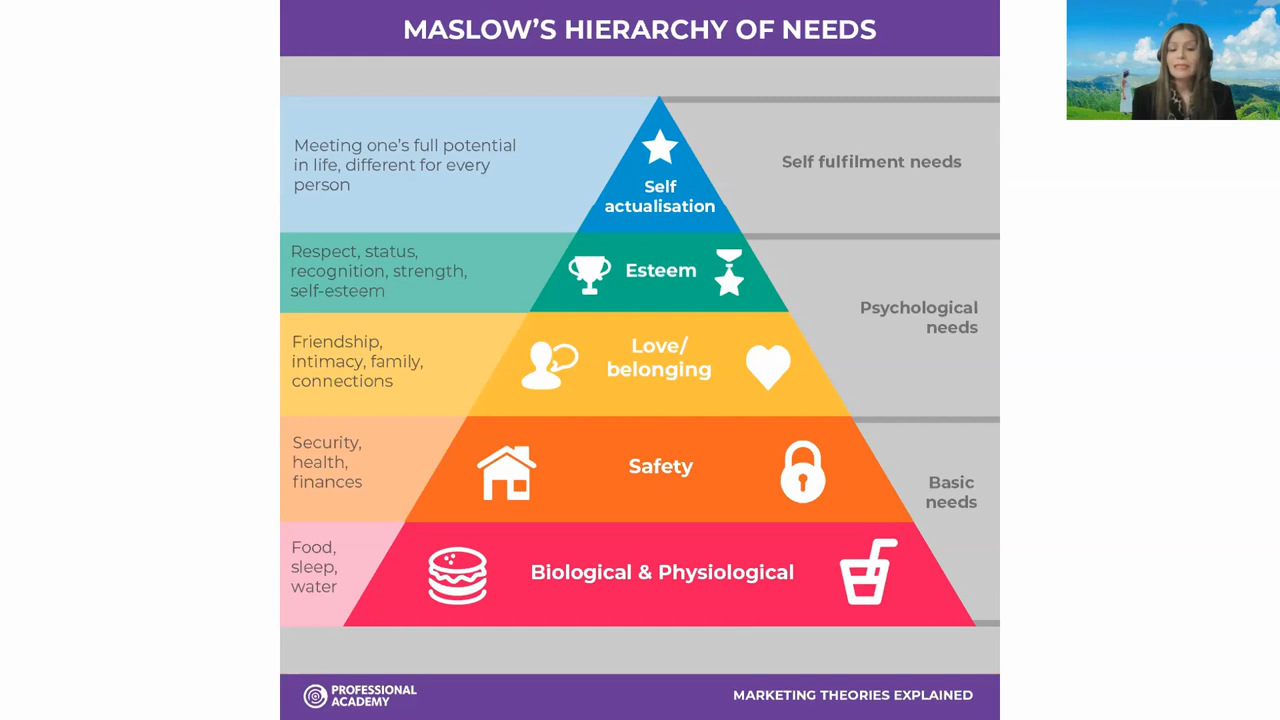 MASLOW'S HIERARCHY OF NEEDS
Meeting one's full potential
in life, different for every
person
Self
actualisation
Self fulfilment needs
Respect, status,
recognition, strength,
self-esteem
Esteem
Psychological
needs
Friendship,
intimacy, family,
connections
Love/
belonging
Security,
health,
finances
Safety
Basic
needs
Food,
sleep,
water
Biological & Physiological
PROFESSIONAL
ACADEMY
MARKETING THEORIES EXPLAINED